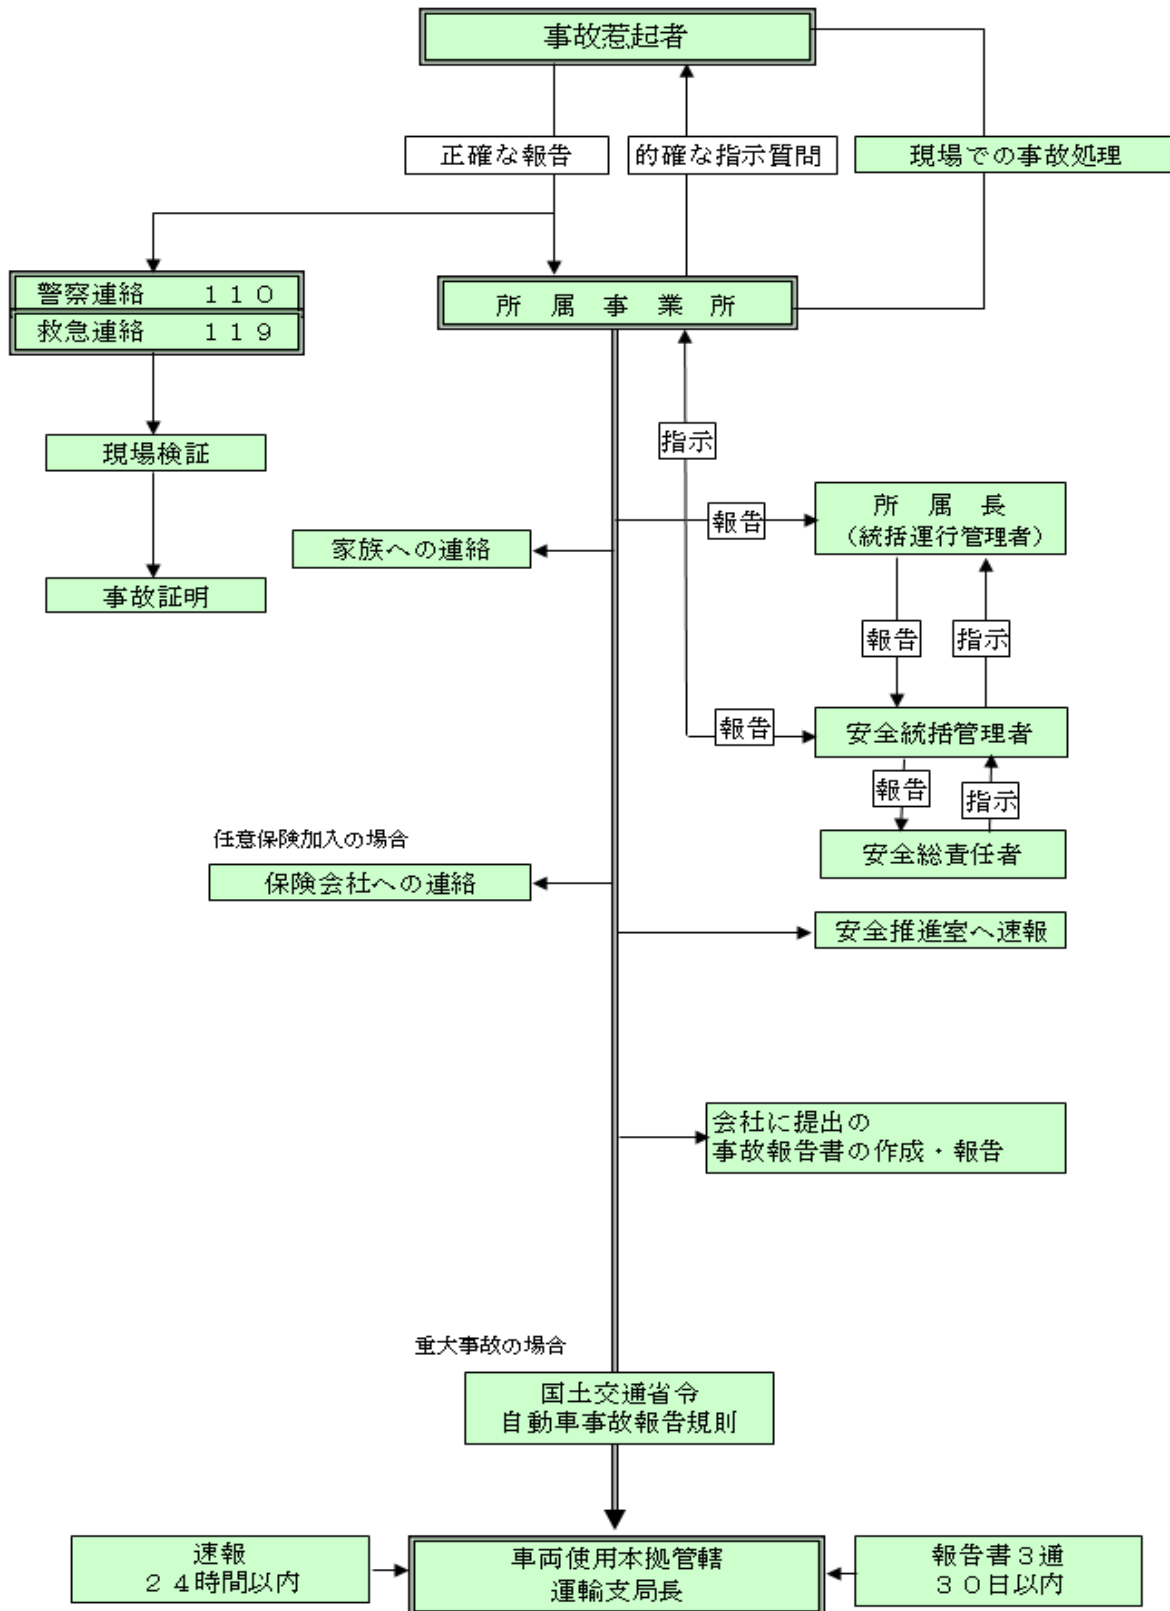 事故惹起者
正確な報告
的確な指示質問
現場での事故処理
警察連絡　　１１０
救急連絡　　１１９
所　属　事　業　所
現場検証
指示
所　属　長
（統括運行管理者）
報告
家族への連絡
事故証明
報告
指示
報告
安全統括管理者
報告
指示
任意保険加入の場合
保険会社への連絡
安全総責任者
安全推進室へ速報
会社に提出の
事故報告書の作成・報告
重大事故の場合
国土交通省令
自動車事故報告規則
速報
２４時間以内
車両使用本拠管轄
運輸支局長
報告書３通
３０日以内